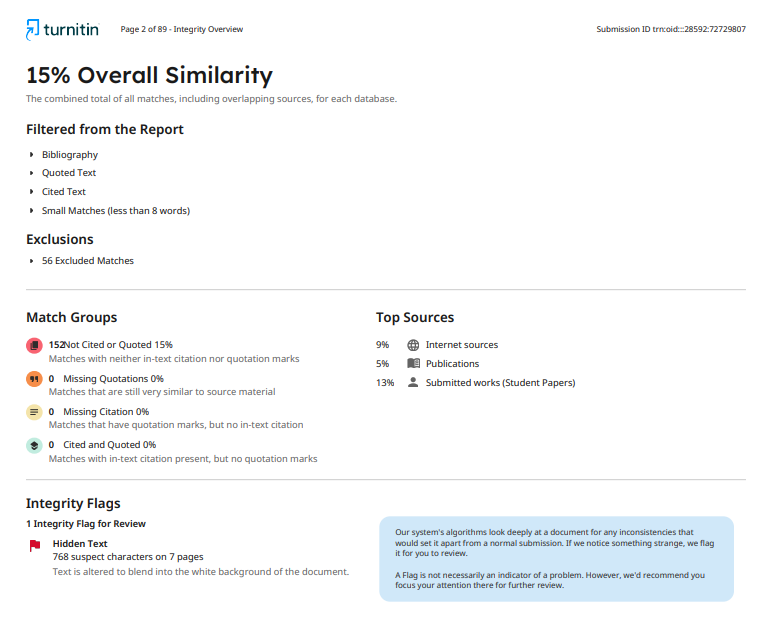 turnitin Page 2 of 89 - Integrity Overview Submission ID trn:oid:::28592:72729807
15% Overall Similarity
The combined total of all matches, including overlapping sources, for each database.
Filtered from the Report
Bibliography
Quoted Text
Cited Text
Small Matches (less than 8 words)
Exclusions
56 Excluded Matches
Match Groups
152 Not Cited or Quoted 15%
Matches with neither in-text citation nor quotation marks
0 Missing Quotations 0%
Matches that are still very similar to source material
0 Missing Citation 0%
Matches that have quotation marks, but no in-text citation
0 Cited and Quoted 0%
Matches with in-text citation present, but no quotation marks
Top Sources
9% Internet sources
5% Publications
13% Submitted works (Student Papers)
Integrity Flags
1 Integrity Flag for Review
Hidden Text
768 suspect characters on 7 pages
Text is altered to blend into the white background of the document.
Our system's algorithms look deeply at a document for any inconsistencies that
would set it apart from a normal submission. If we notice something strange, we flag
it for you to review.
A Flag is not necessarily an indicator of a problem. However, we'd recommend you
focus your attention there for further review.